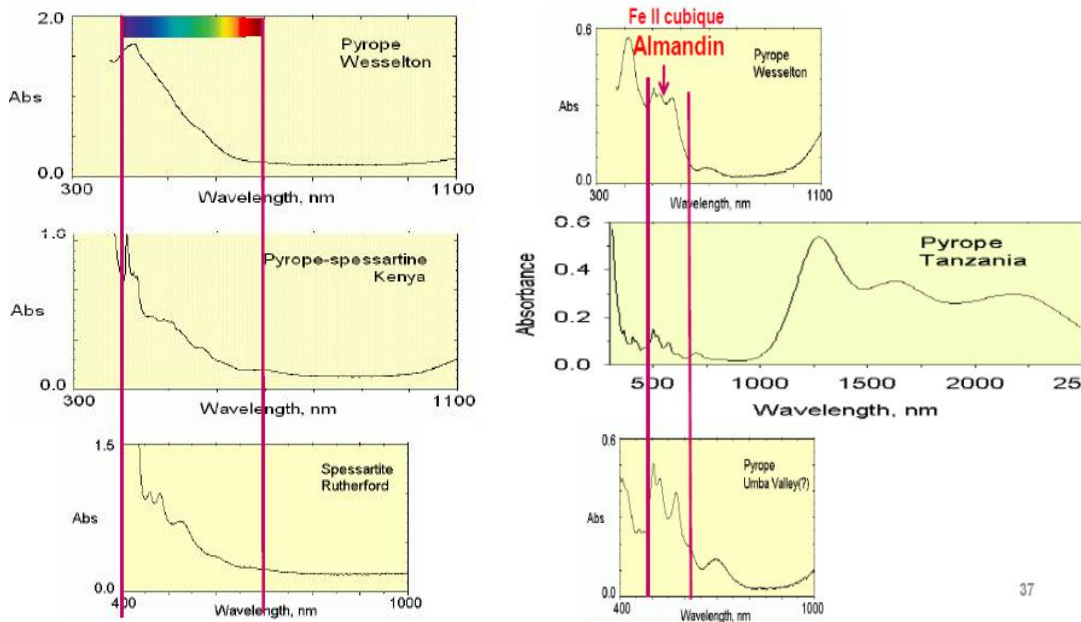 2.0
Pyrope
Wesselton
Abs
0.0
300
1100
Wavelength, nm
1.0
Pyrope-spessartine
Kenya
Abs
0.0
300
1100
Wavelength, nm
1.5
Spessartite
Rutherford
Abs
0.0
400
1000
Fe II cubique
Almandin
0.6
Pyrope
Wesselton
Abs
0.0
300
1100
Wavelength, nm
0.6
Pyrope
Tanzania
0.4
0.2
0.0
Absorbance
500
1000
1500
2000
25
Wavelength, nm
0.6
Pyrope
Umba Valley(?)
Abs
0.0
400
1000
Wavelength, nm
37